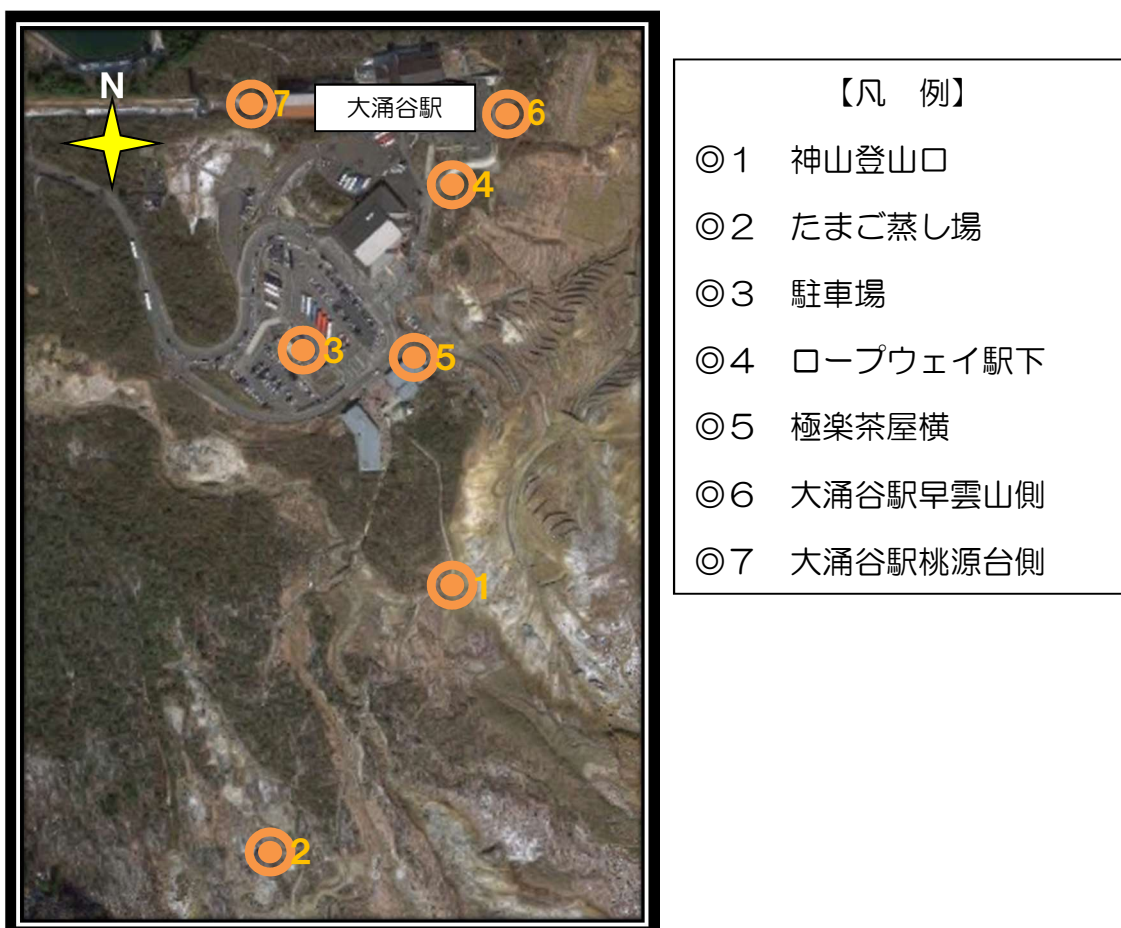 N
7
大涌谷駅
6
4
3
5
1
2
【凡　例】
◎１　神山登山口
◎２　たまご蒸し場
◎３　駐車場
◎４　ロープウェイ駅下
◎５　極楽茶屋横
◎６　大涌谷駅早雲山側
◎７　大涌谷駅桃源台側